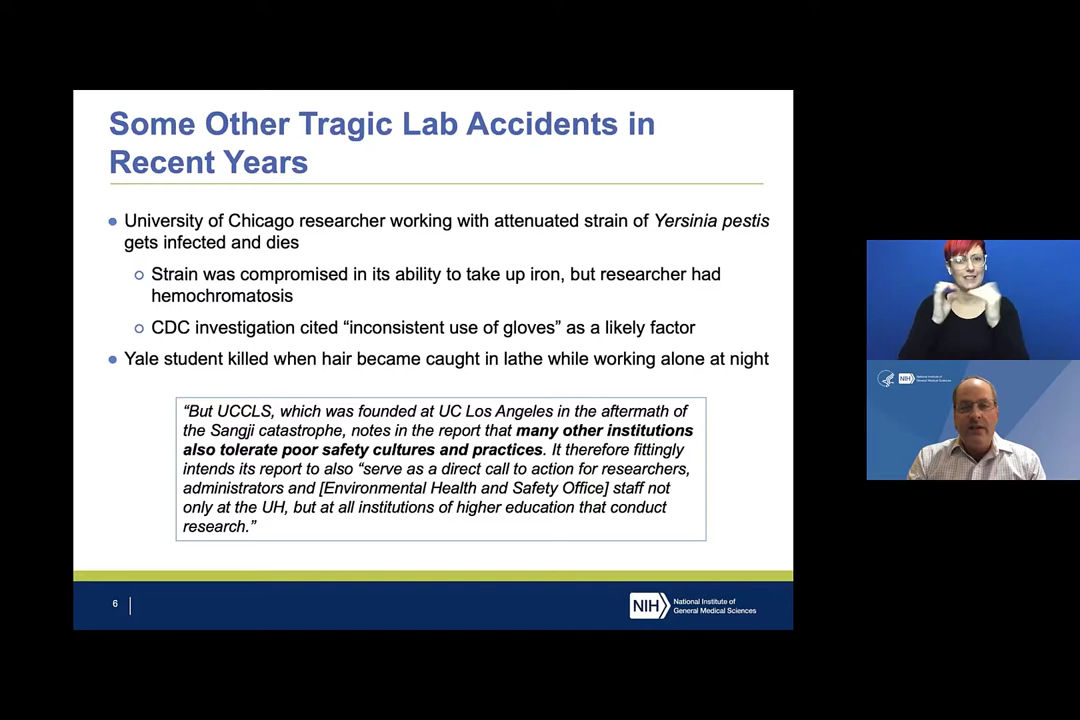 Some Other Tragic Lab Accidents in
Recent Years
● University of Chicago researcher working with attenuated strain of Yersinia pestis
gets infected and dies
○ Strain was compromised in its ability to take up iron, but researcher had
hemochromatosis
○ CDC investigation cited “inconsistent use of gloves” as a likely factor
● Yale student killed when hair became caught in lathe while working alone at night
“But UCCLS, which was founded at UC Los Angeles in the aftermath of
the Sangji catastrophe, notes in the report that many other institutions
also tolerate poor safety cultures and practices. It therefore fittingly
intends its report to also “serve as a direct call to action for researchers,
administrators and [Environmental Health and Safety Office] staff not
only at the UH, but at all institutions of higher education that conduct
research.”
6
NIH
National Institute of
General Medical Sciences
NIH
National Institute of
General Medical Sciences